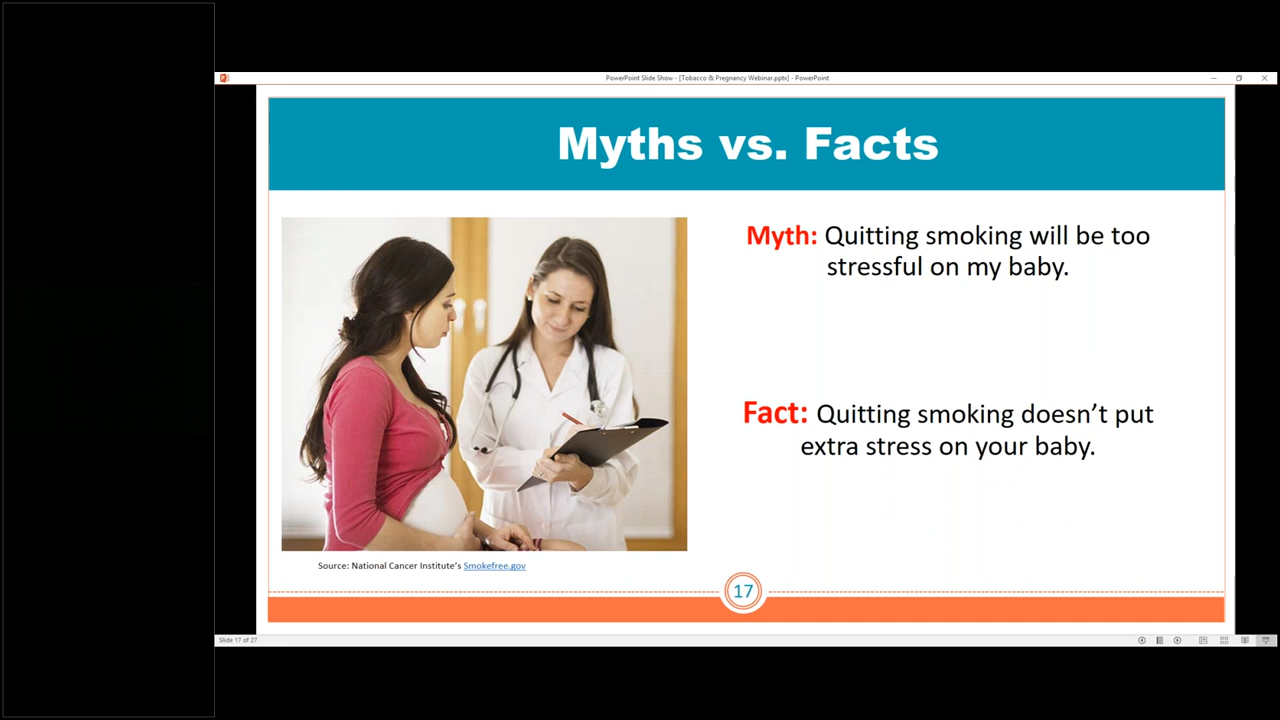 PowerPoint Slide Show - [Tobacco & Pregnancy Webinar.pptx] - PowerPoint
Myths vs. Facts
Myth: Quitting smoking will be too
stressful on my baby.
Fact: Quitting smoking doesn’t put
extra stress on your baby.
Source: National Cancer Institute’s Smokefree.gov
17
Slide 17 of 27